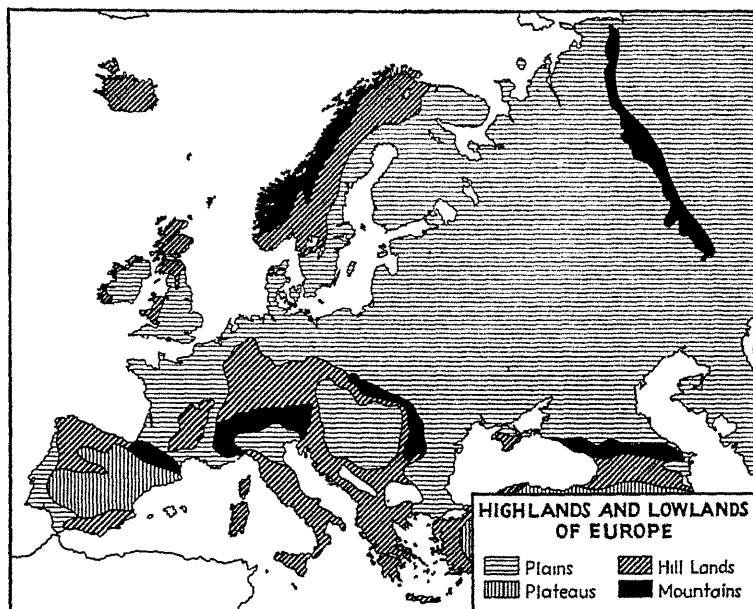 HIGHLANDS AND LOWLANDS
OF EUROPE
Plains
Hill Lands
Plateaus
Mountains